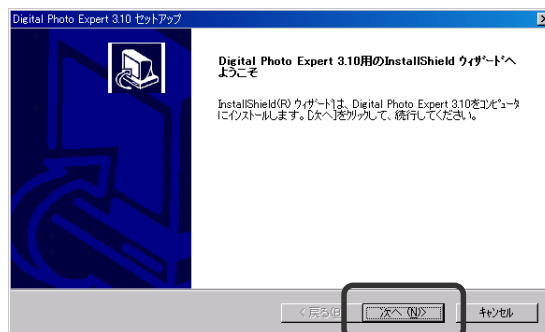 Digital Photo Expert 3.10 セットアップ
Digital Photo Expert 3.10用のInstallShield ウィザードへ
ようこそ
InstallShield(R) ウィザードは、Digital Photo Expert 3.10をコンピュータ
にインストールします。[次へ]をクリックして、続行してください。
< 戻る(B)
次へ (N)>
キャンセル